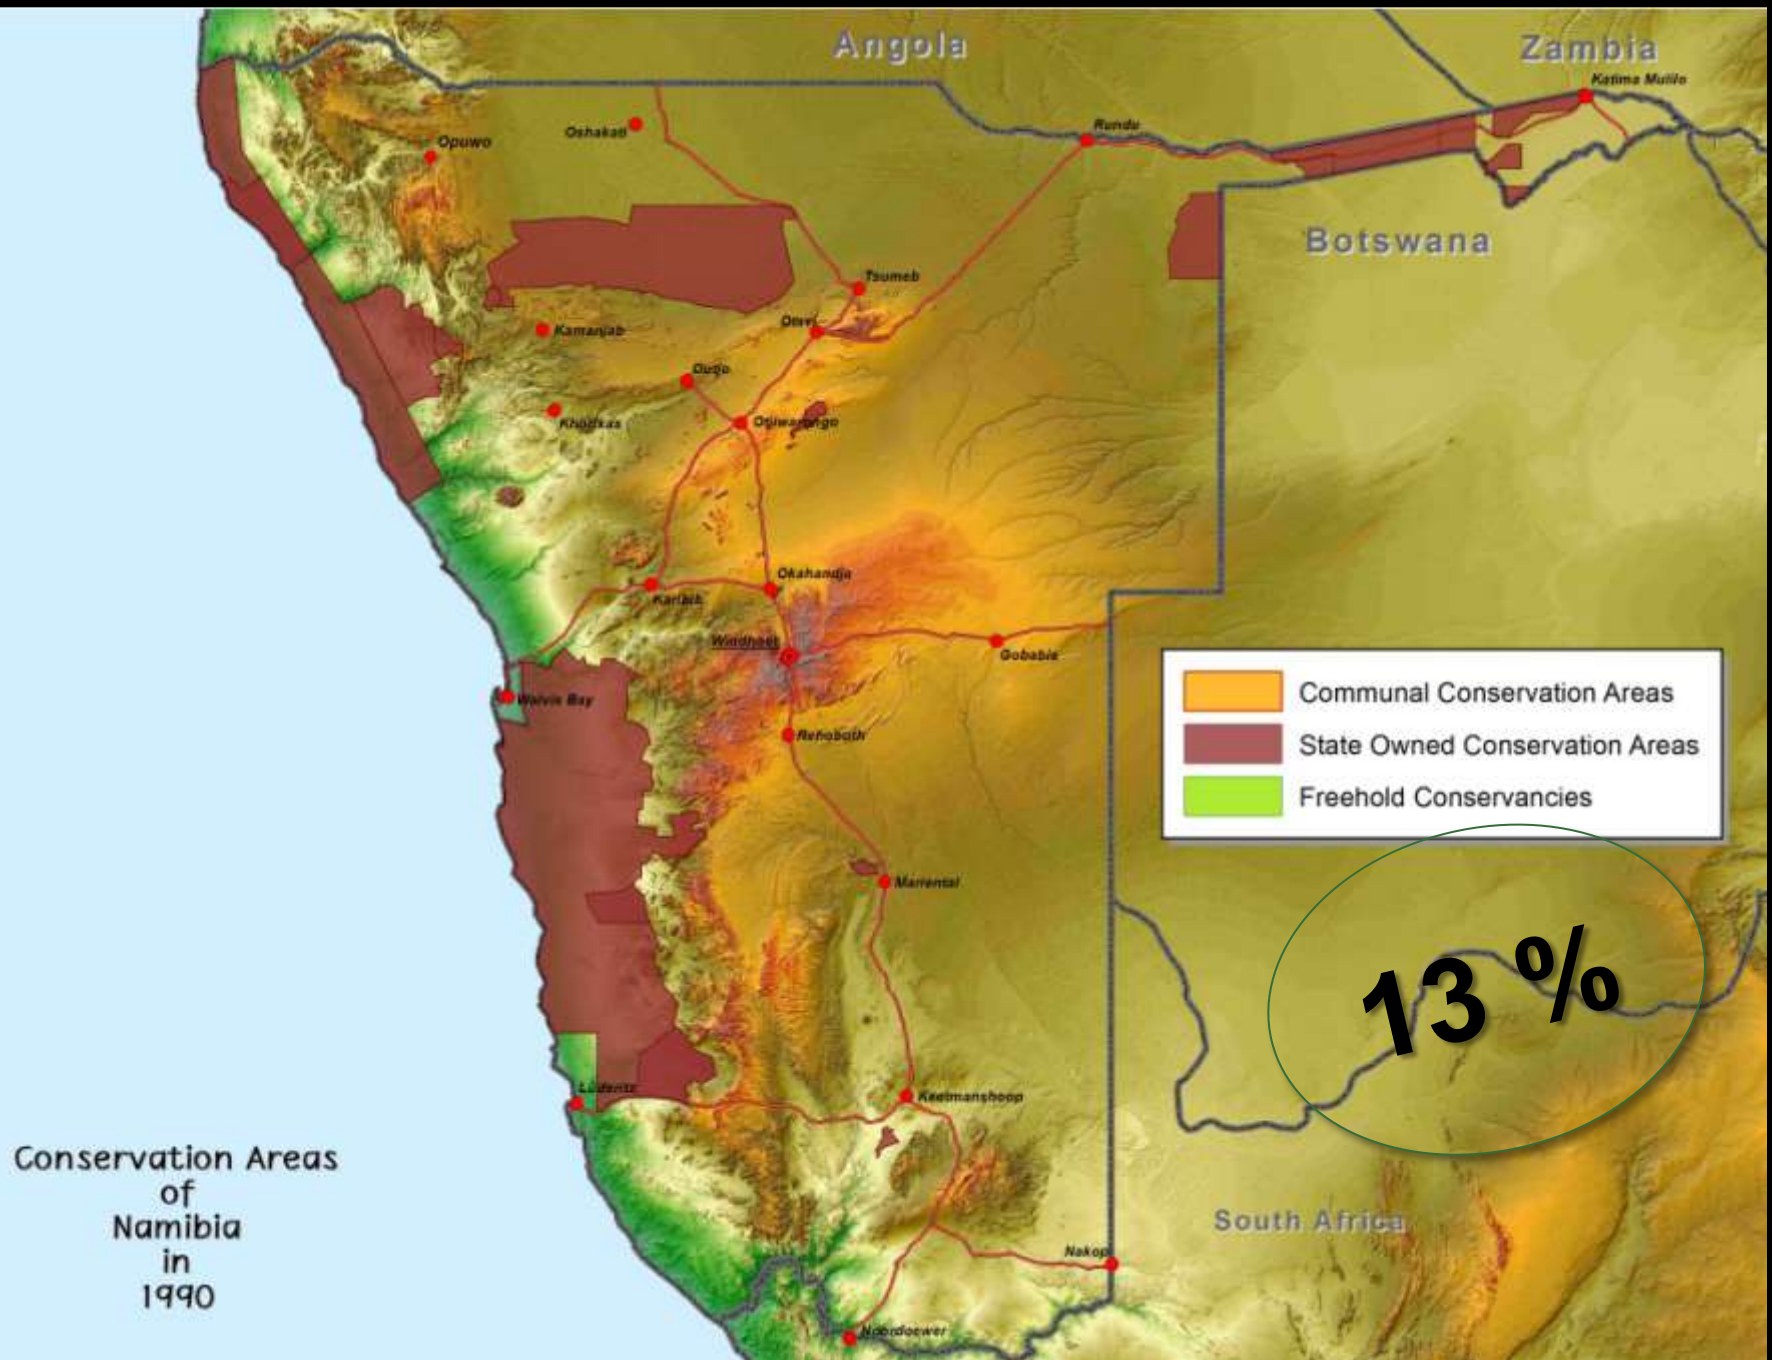 Angola
Zambia
Katima Mulilo
Rundu
Oshakati
Opuwo
Botswana
Tsumeb
Kamanjab
Otavi
Outjo
Khorixas
Otjiwarongo
Okahandja
Karibib
Windhoek
Gobabis
Communal Conservation Areas
State Owned Conservation Areas
Freehold Conservancies
Walvis Bay
Rehoboth
Mariental
13 %
Lüderitz
Keetmanshoop
Conservation Areas
of
Namibia
in
1990
South Africa
Nakop
Noordoewer